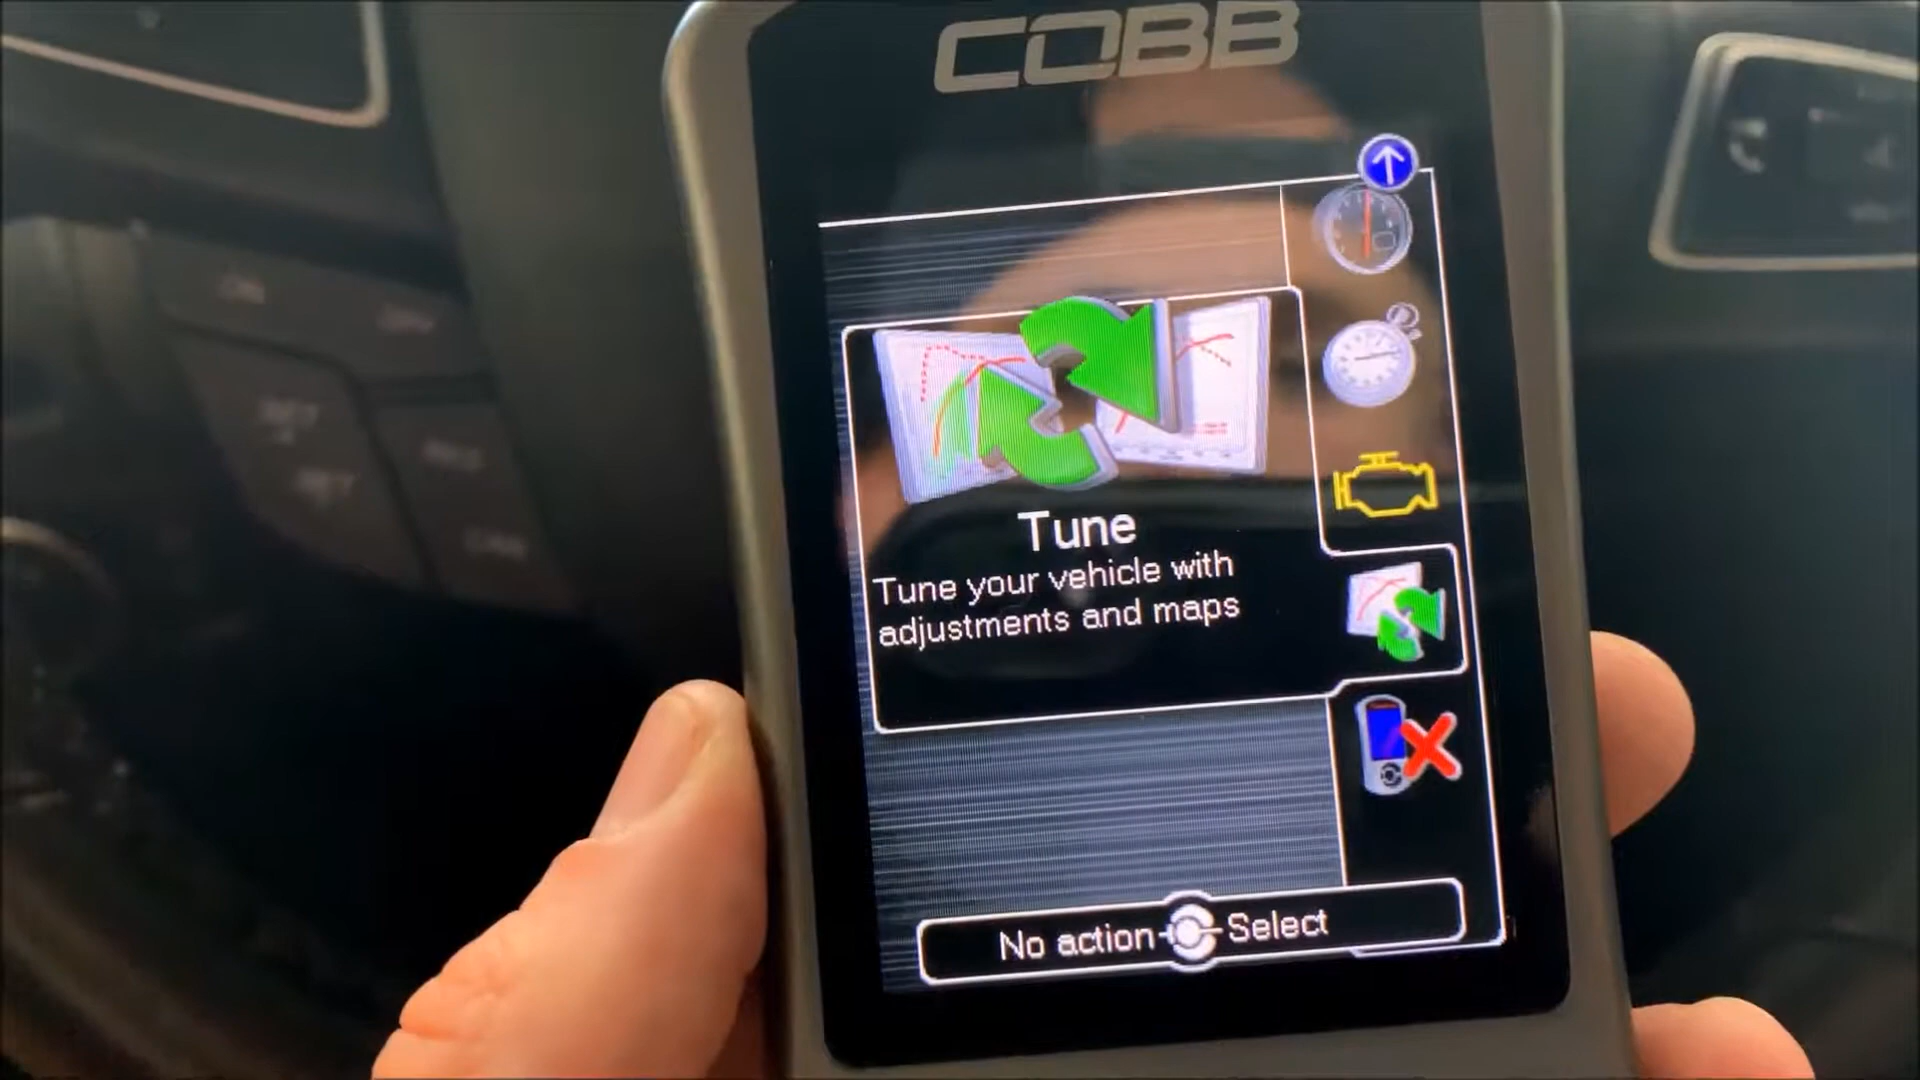 COBB
Tune
Tune your vehicle with
adjustments and maps
No action Select